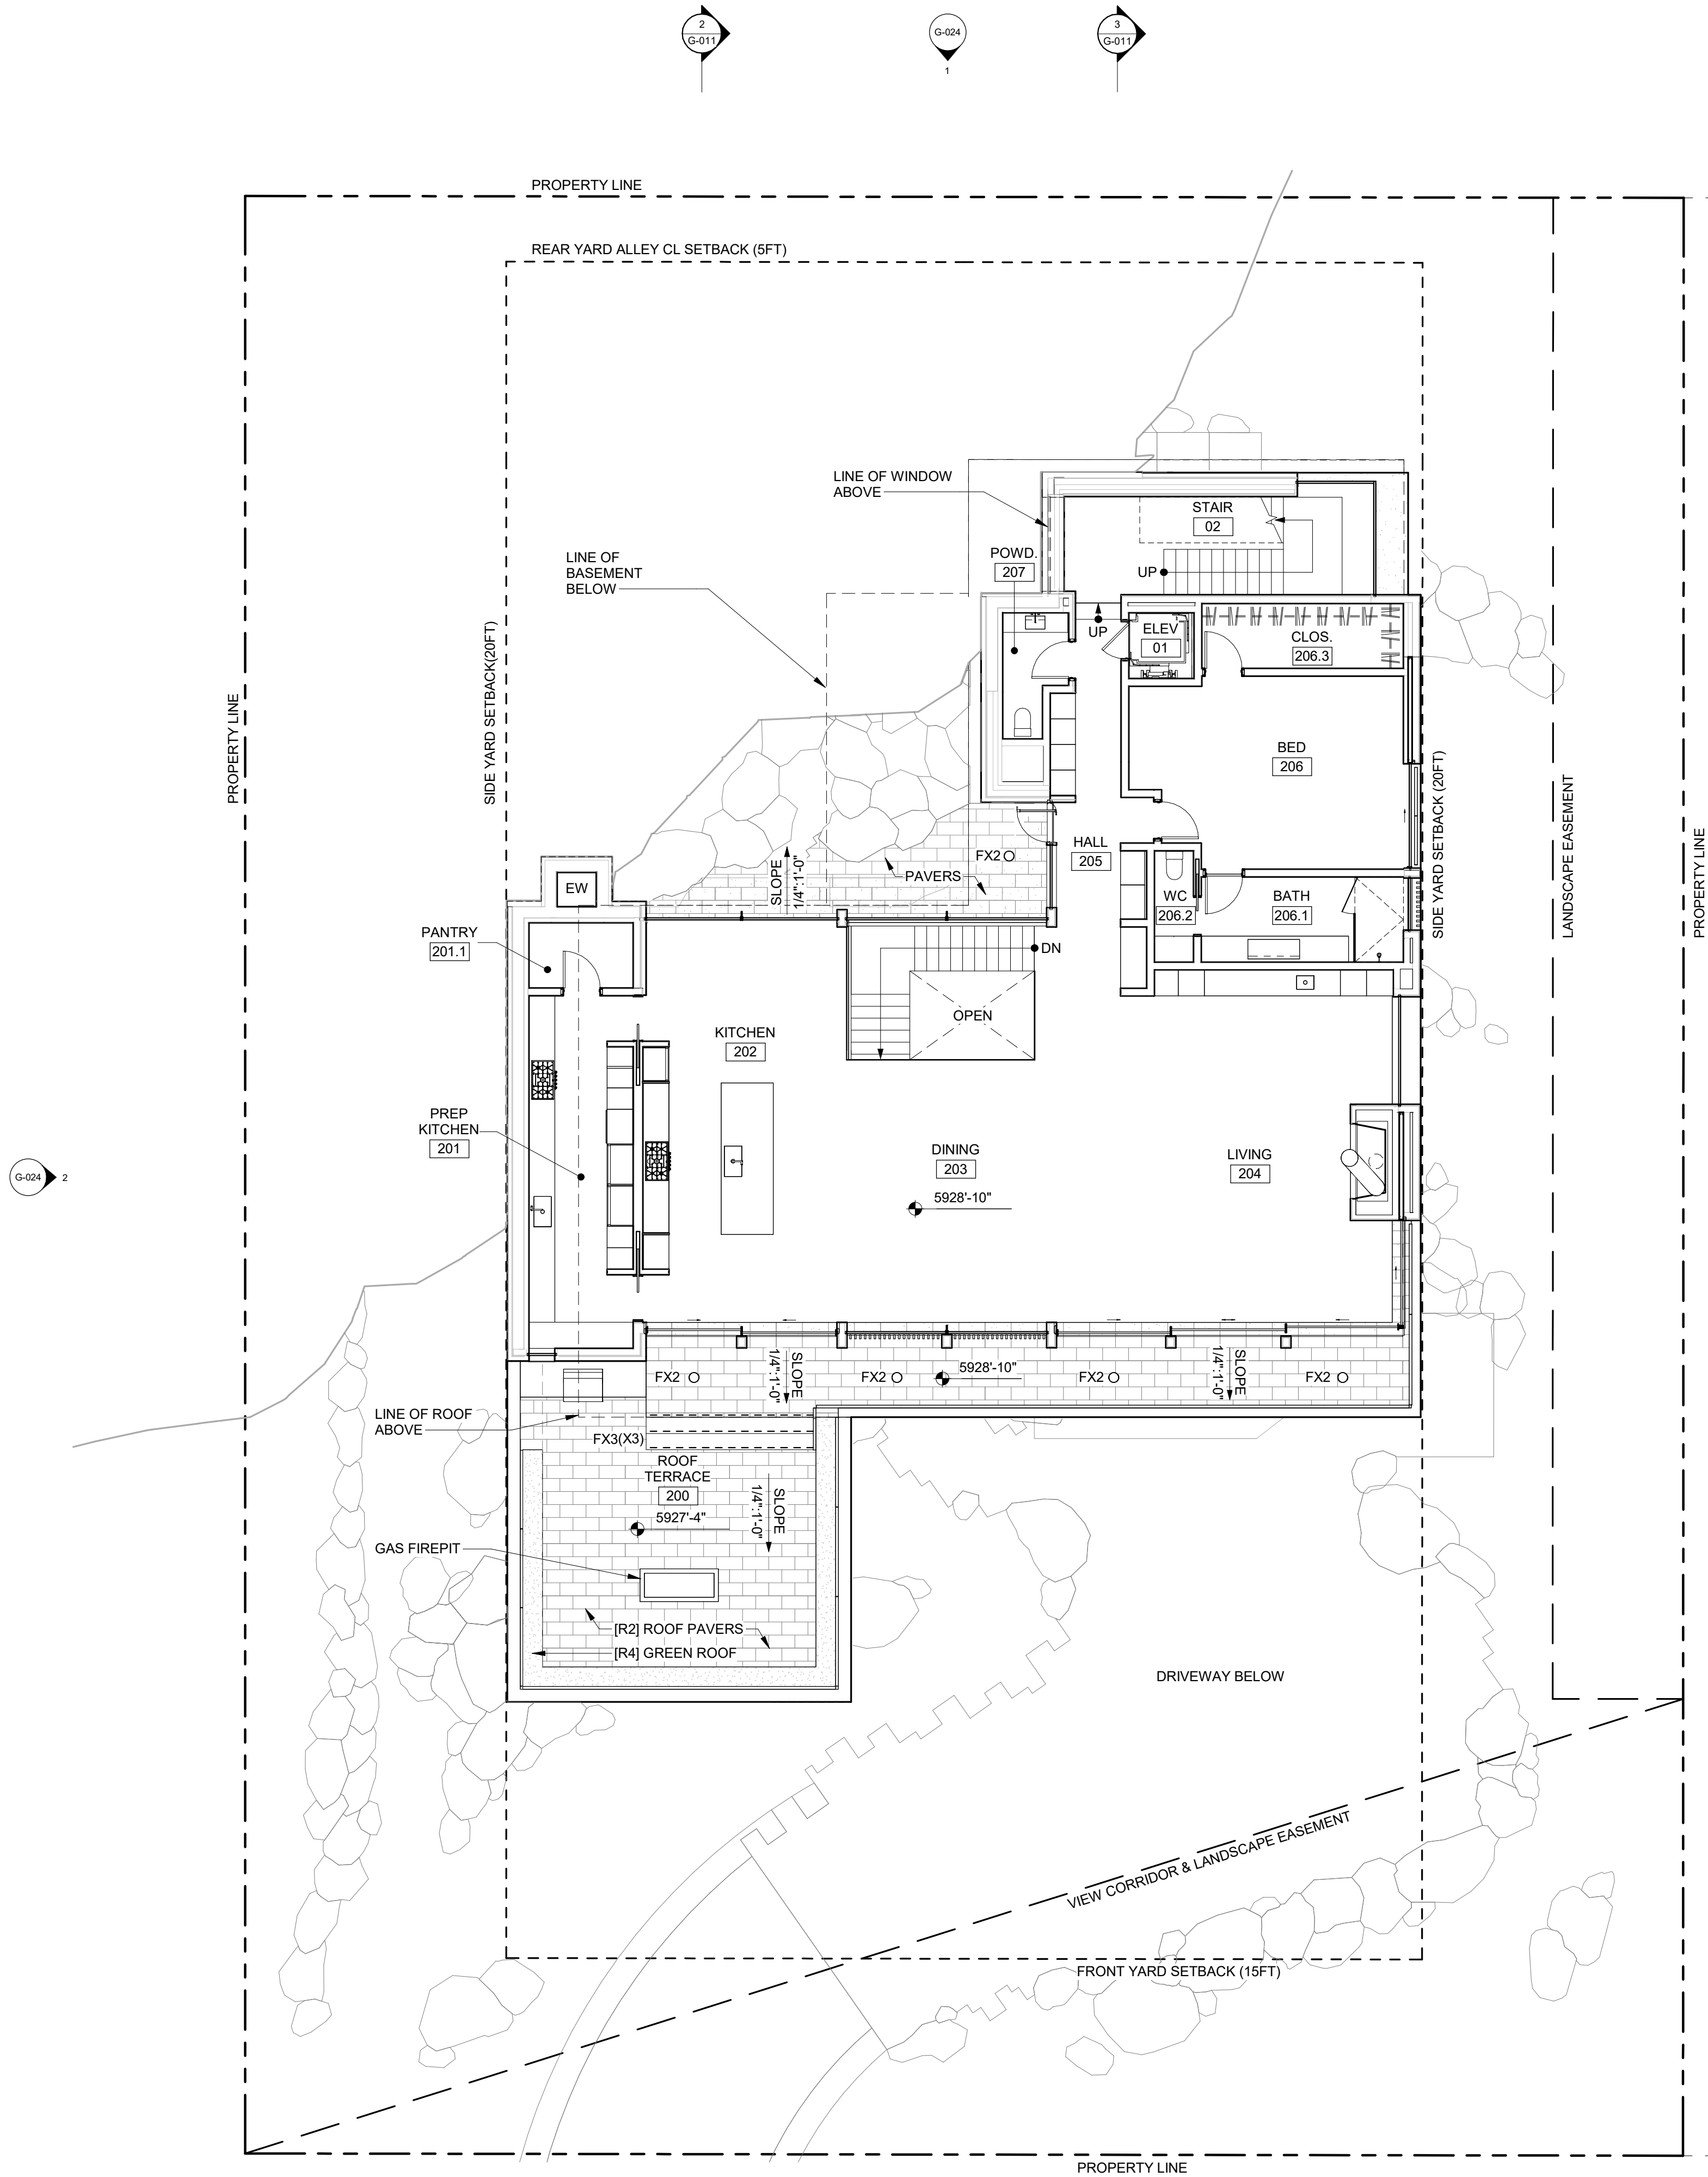 2
G-011
G-024
1
3
G-011
PROPERTY LINE
REAR YARD ALLEY CL SETBACK (5FT)
LINE OF WINDOW
ABOVE
STAIR
02
UP
POWD.
207
LINE OF
BASEMENT
BELOW
UP
ELEV
01
CLOS.
206.3
SIDE YARD SETBACK(20FT)
PROPERTY LINE
BED
206
SIDE YARD SETBACK (20FT)
LANDSCAPE EASEMENT
PROPERTY LINE
HALL
205
FX2
PAVERS
SLOPE
1/4":1'-0"
EW
WC
206.2
BATH
206.1
PANTRY
201.1
DN
OPEN
KITCHEN
202
PREP
KITCHEN
201
DINING
203
5928'-10"
LIVING
204
G-024
2
FX2
SLOPE
1/4":1'-0"
FX2
5928'-10"
FX2
SLOPE
1/4":1'-0"
FX2
LINE OF ROOF
ABOVE
FX3(X3)
ROOF
TERRACE
200
5927'-4"
SLOPE
1/4":1'-0"
GAS FIREPIT
[R2] ROOF PAVERS
[R4] GREEN ROOF
DRIVEWAY BELOW
VIEW CORRIDOR & LANDSCAPE EASEMENT
FRONT YARD SETBACK (15FT)
PROPERTY LINE